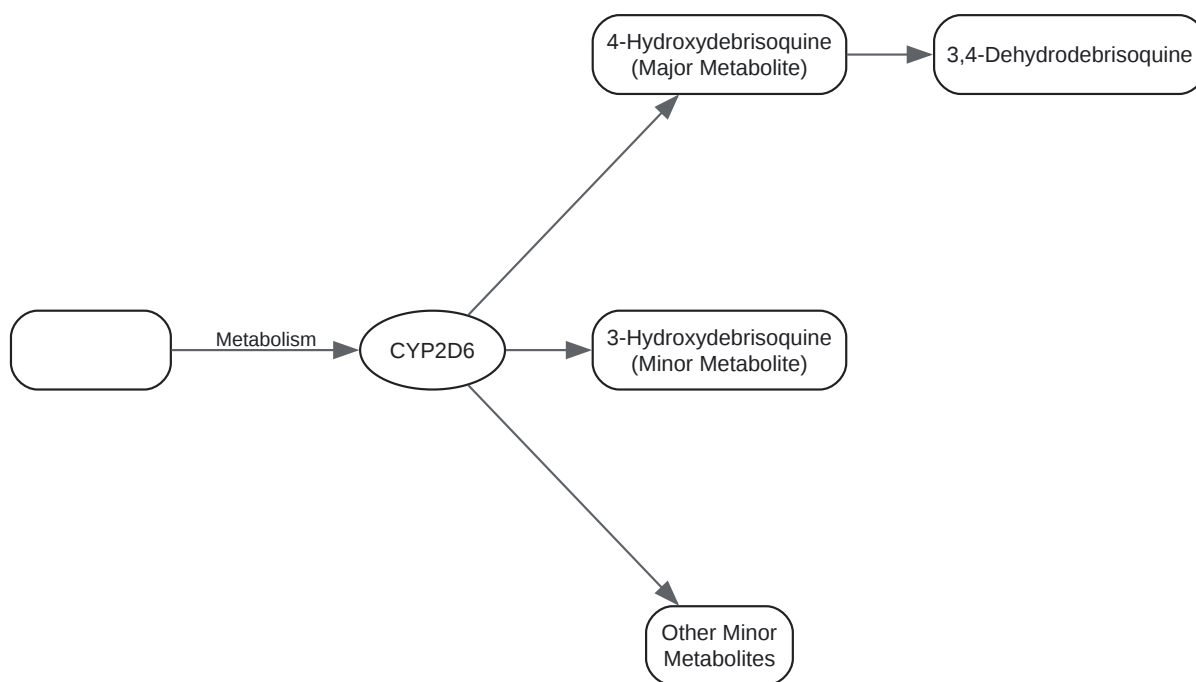 4-Hydroxydebrisoquine
(Major Metabolite)
3,4-Dehydrodebrisoquine
Metabolism
CYP2D6
3-Hydroxydebrisoquine
(Minor Metabolite)
Other Minor
Metabolites